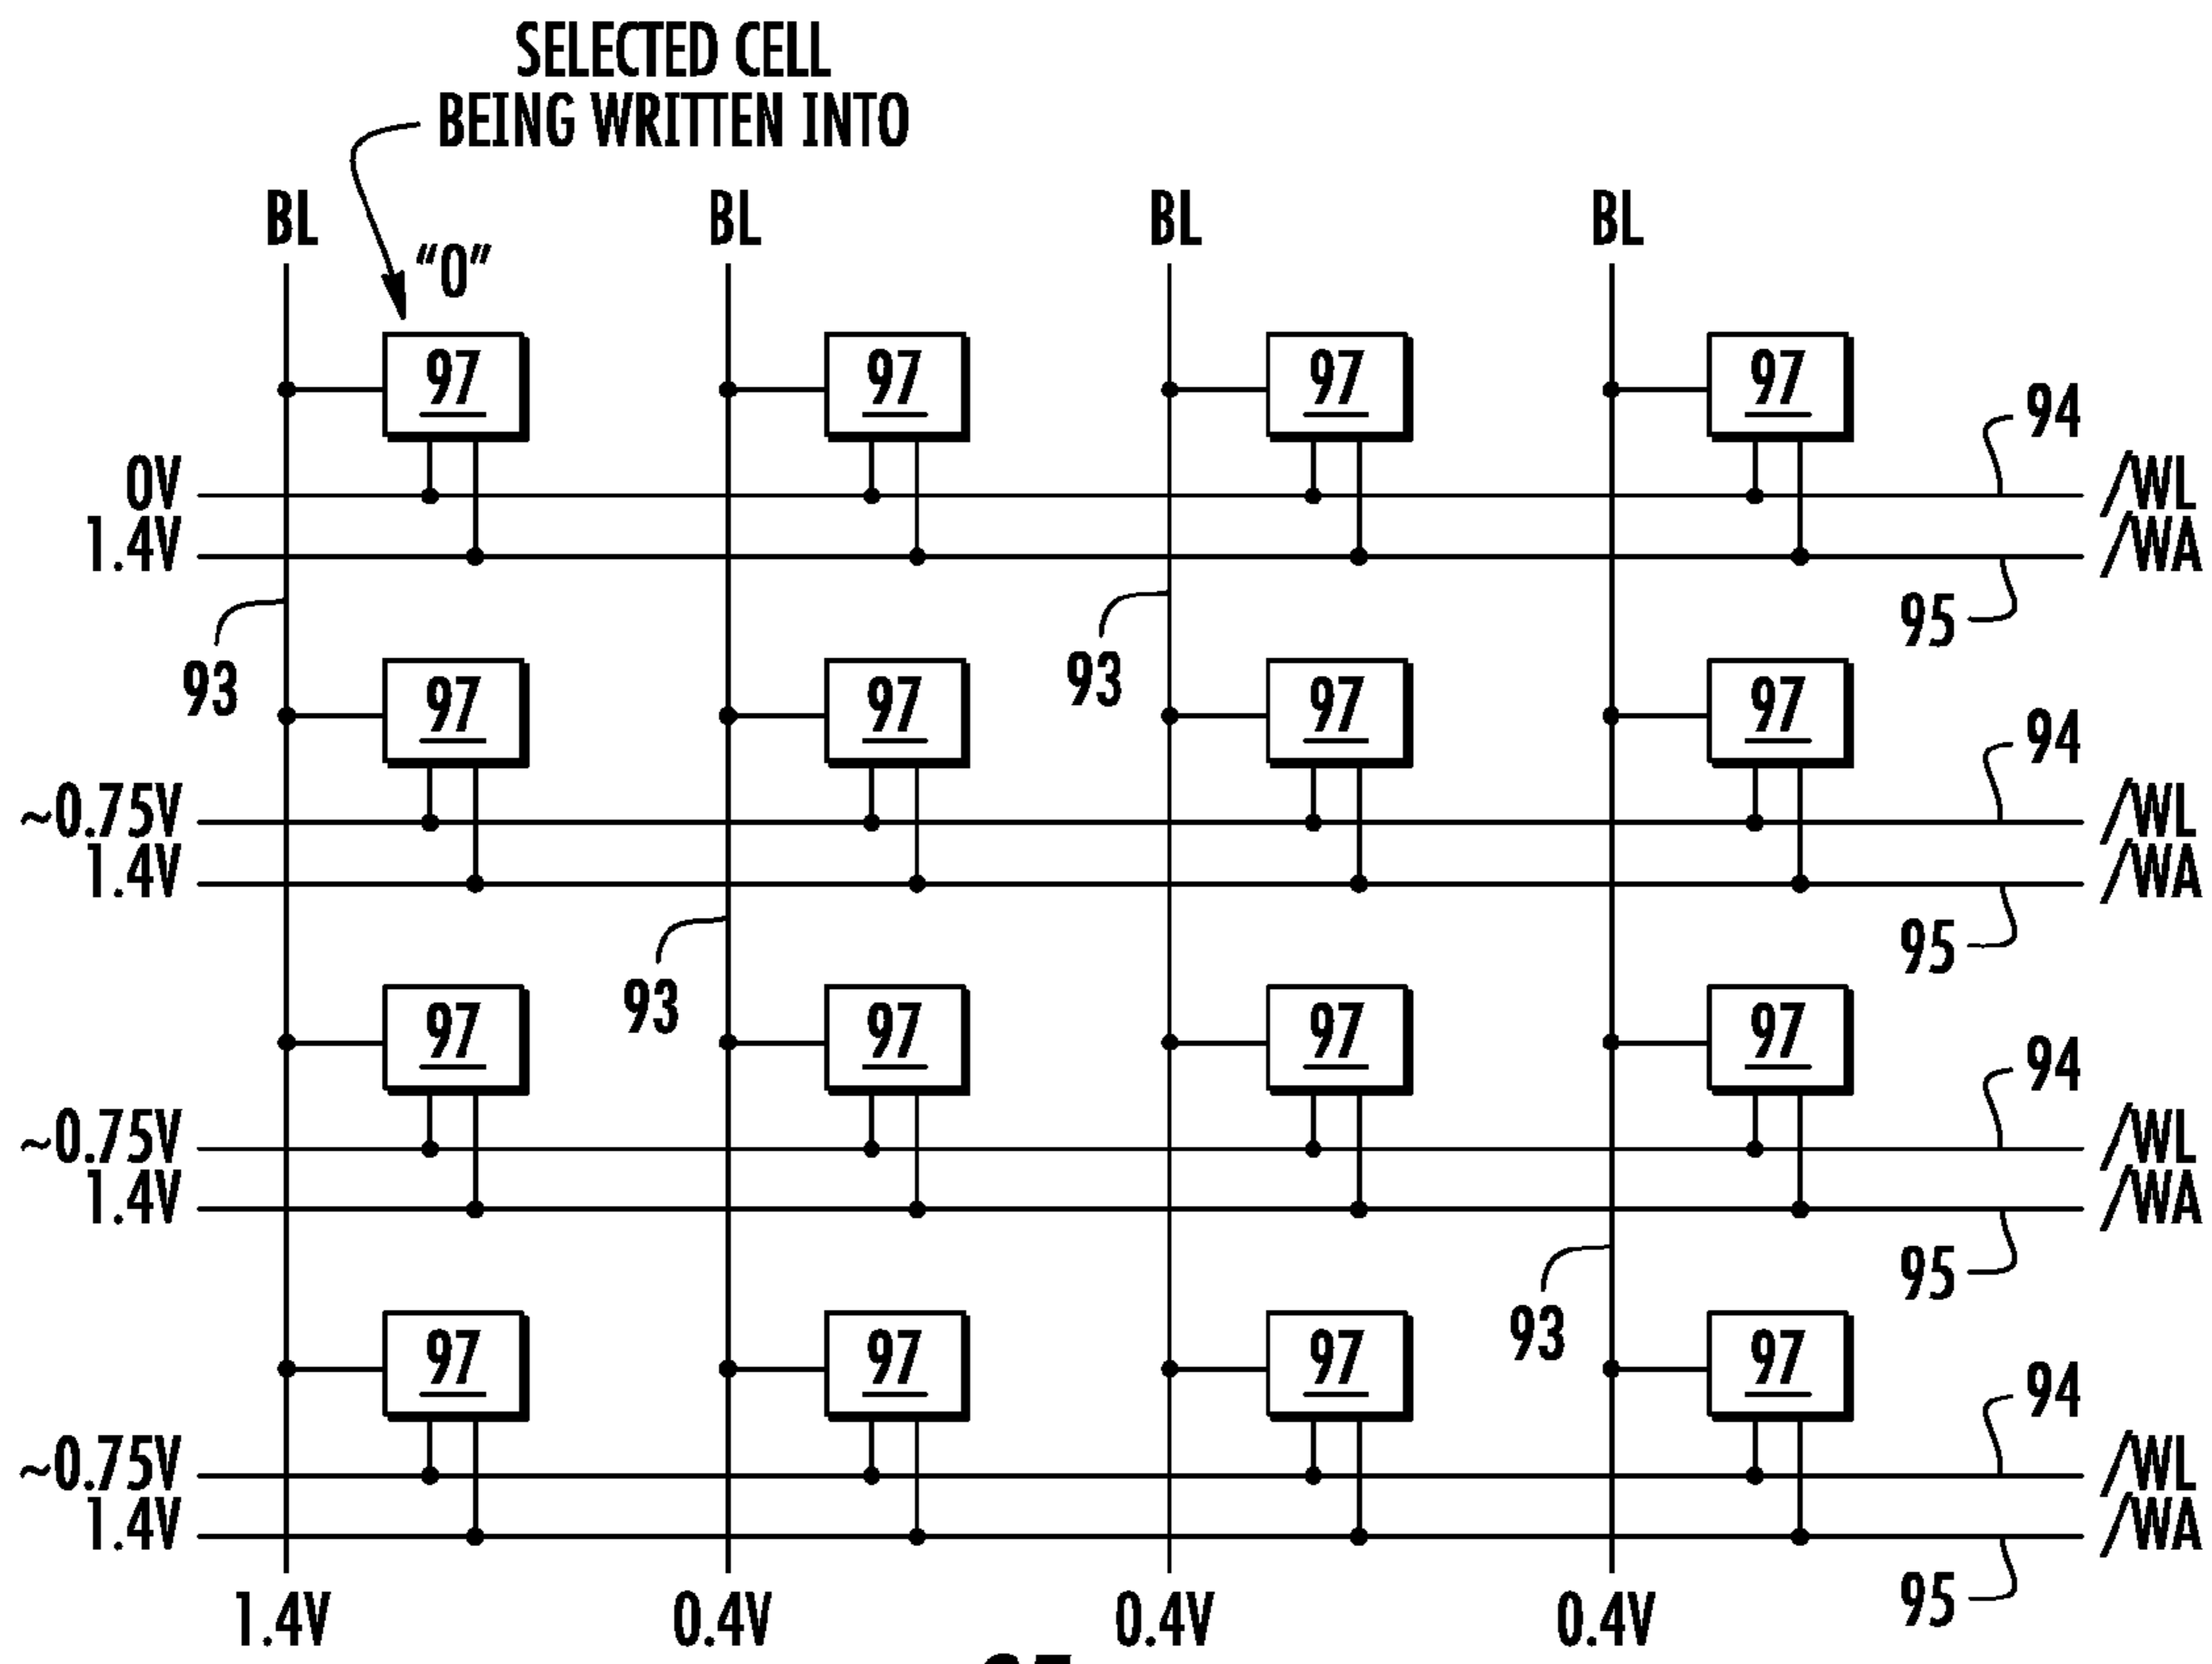 SELECTED CELL
BEING WRITTEN INTO
BL BL BL BL
"0"
97 97 97 97
94
0V /WL
1.4V /WA
95
93 93
97 97 97 97
94
~0.75V /WL
1.4V /WA
95
93
97 97 97 97
94
~0.75V /WL
1.4V /WA
95
93
97 97 97 97
94
~0.75V /WL
1.4V /WA
95
1.4V 0.4V 0.4V 0.4V